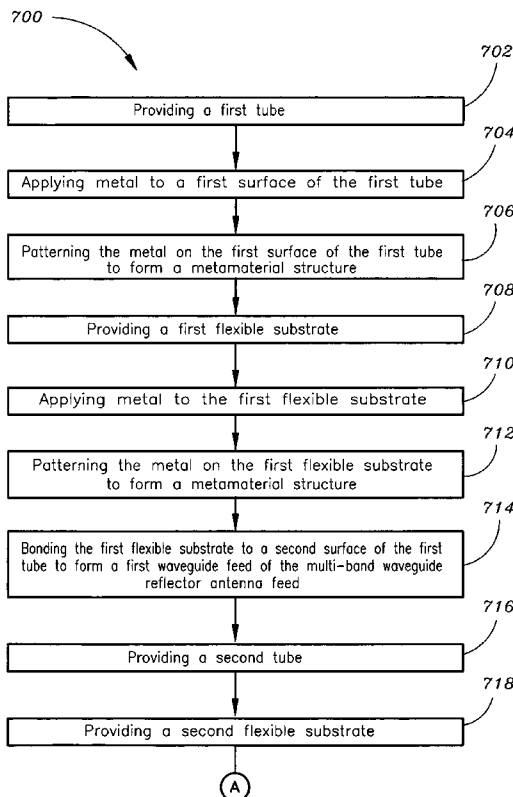 700
702
Providing a first tube
704
Applying metal to a first surface of the first tube
706
Patterning the metal on the first surface of the first tube
to form a metamaterial structure
708
Providing a first flexible substrate
710
Applying metal to the first flexible substrate
712
Patterning the metal on the first flexible substrate
to form a metamaterial structure
714
Bonding the first flexible substrate to a second surface of the first
tube to form a first waveguide feed of the multi-band waveguide
reflector antenna feed
716
Providing a second tube
718
Providing a second flexible substrate
A